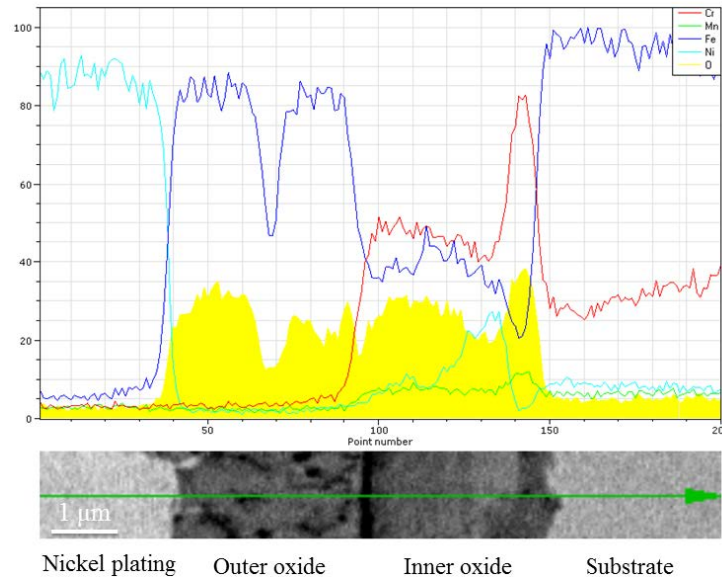 100
80
60
40
20
0
Cr
Mn
Fe
Ni
O
50 100 150 20
Point number
1 μm
Nickel plating Outer oxide Inner oxide Substrate